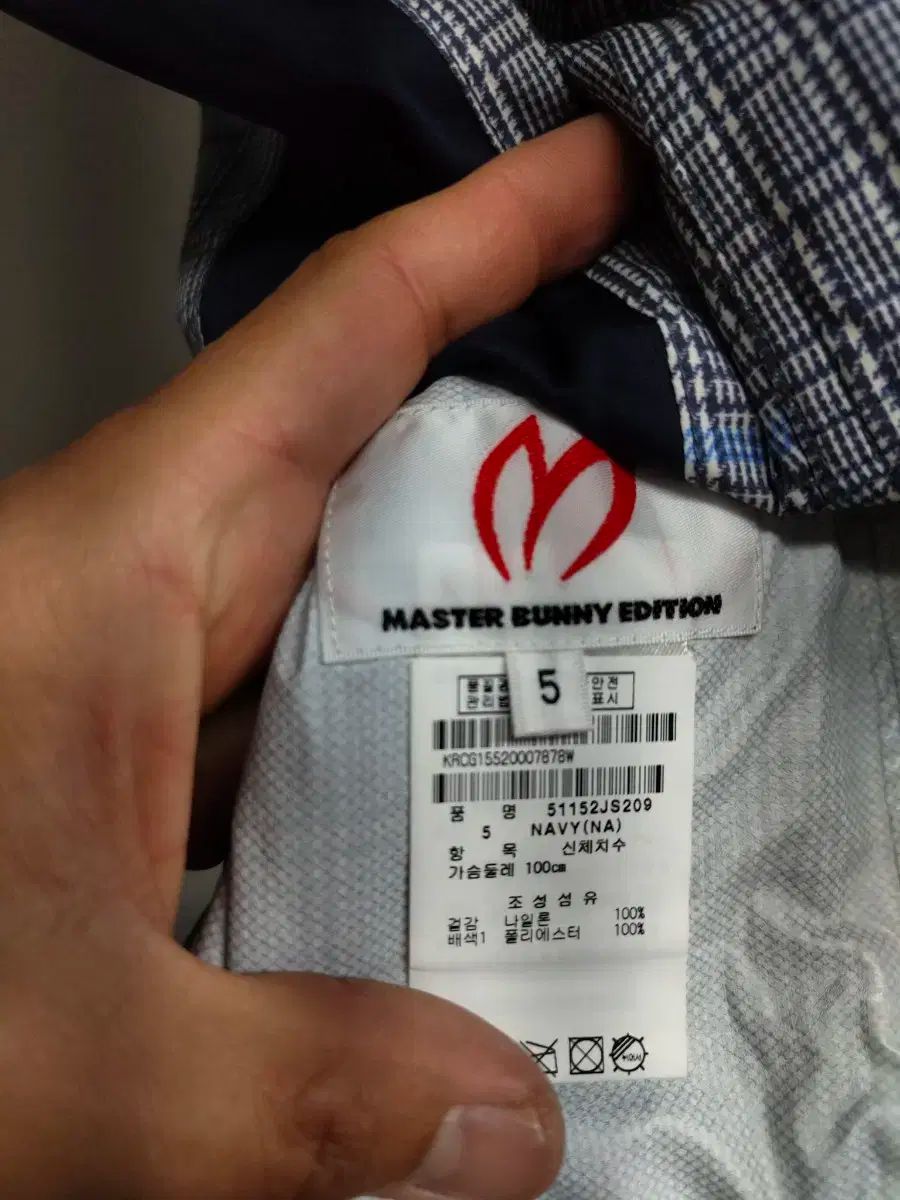 MASTER BUNNY EDITION
5
안전
관리 표시
KRCG15520007878W
품 명 51152JS209
5 NAVY(NA)
항 목 신체치수
가슴둘레 100cm
조성섬유
겉감 나일론 100%
배색1 폴리에스터 100%